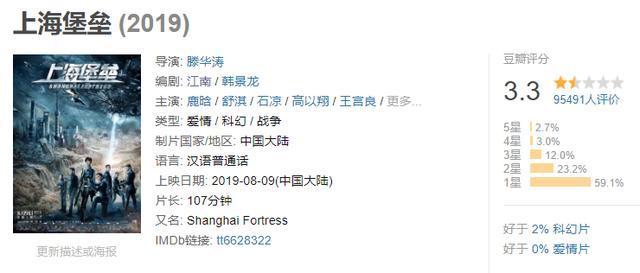 上海堡垒 (2019)
上海堡垒
更新描述或海报
导演: 滕华涛
编剧: 江南 / 韩景龙
主演: 鹿晗 / 舒淇 / 石凉 / 高以翔 / 王宫良 / 更多...
类型: 爱情 / 科幻 / 战争
制片国家/地区: 中国大陆
语言: 汉语普通话
上映日期: 2019-08-09(中国大陆)
片长: 107分钟
又名: Shanghai Fortress
IMDb链接: tt6628322
豆瓣评分
3.3
95491人评价
5星 2.7%
4星 3.0%
3星 12.0%
2星 23.2%
1星 59.1%
好于 2% 科幻片
好于 0% 爱情片